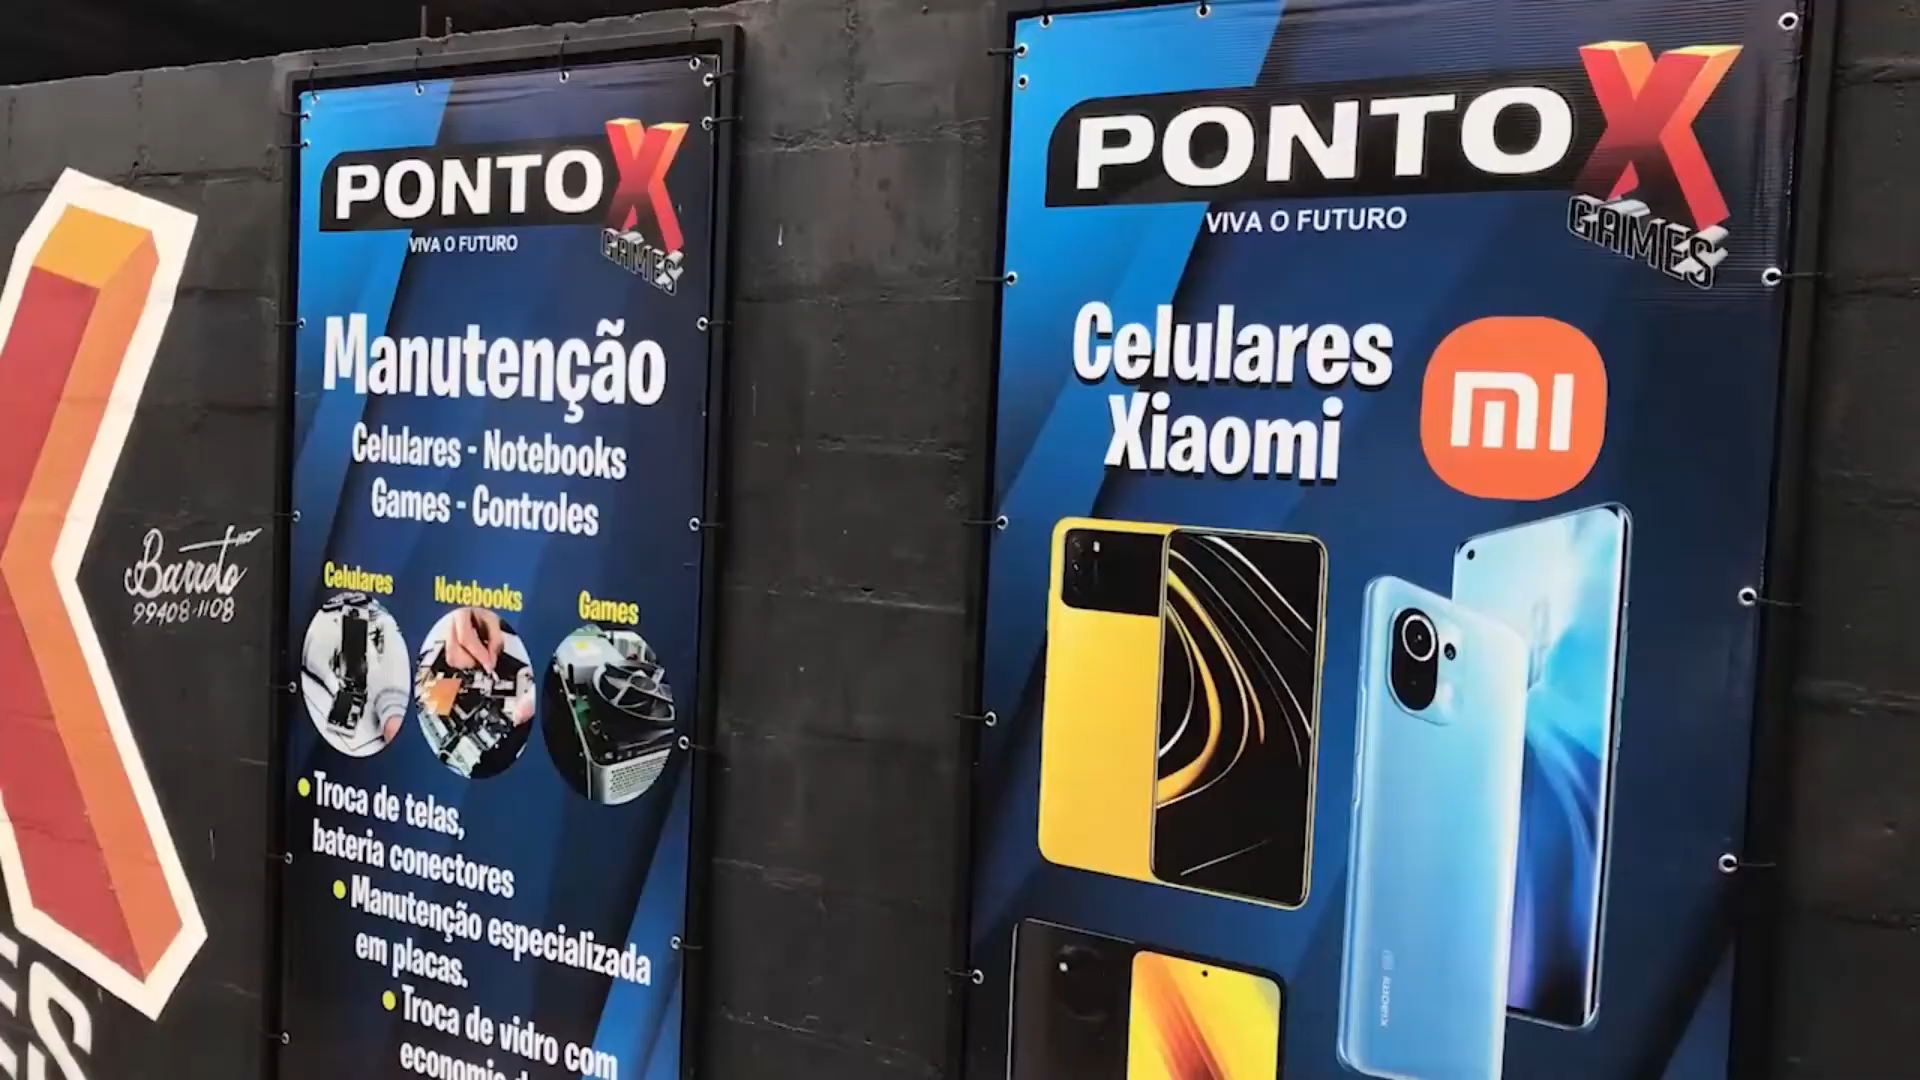 PONTO X
GAMES
VIVA O FUTURO
Manutenção
Celulares - Notebooks
Games - Controles
Celulares
Notebooks
Games
Troca de telas,
bateria conectores
Manutenção especializada
em placas.
Troca de vidro com
Barreto
99408-1108
PONTO X
GAMES
VIVA O FUTURO
Celulares
Xiaomi
MI
xiaomi